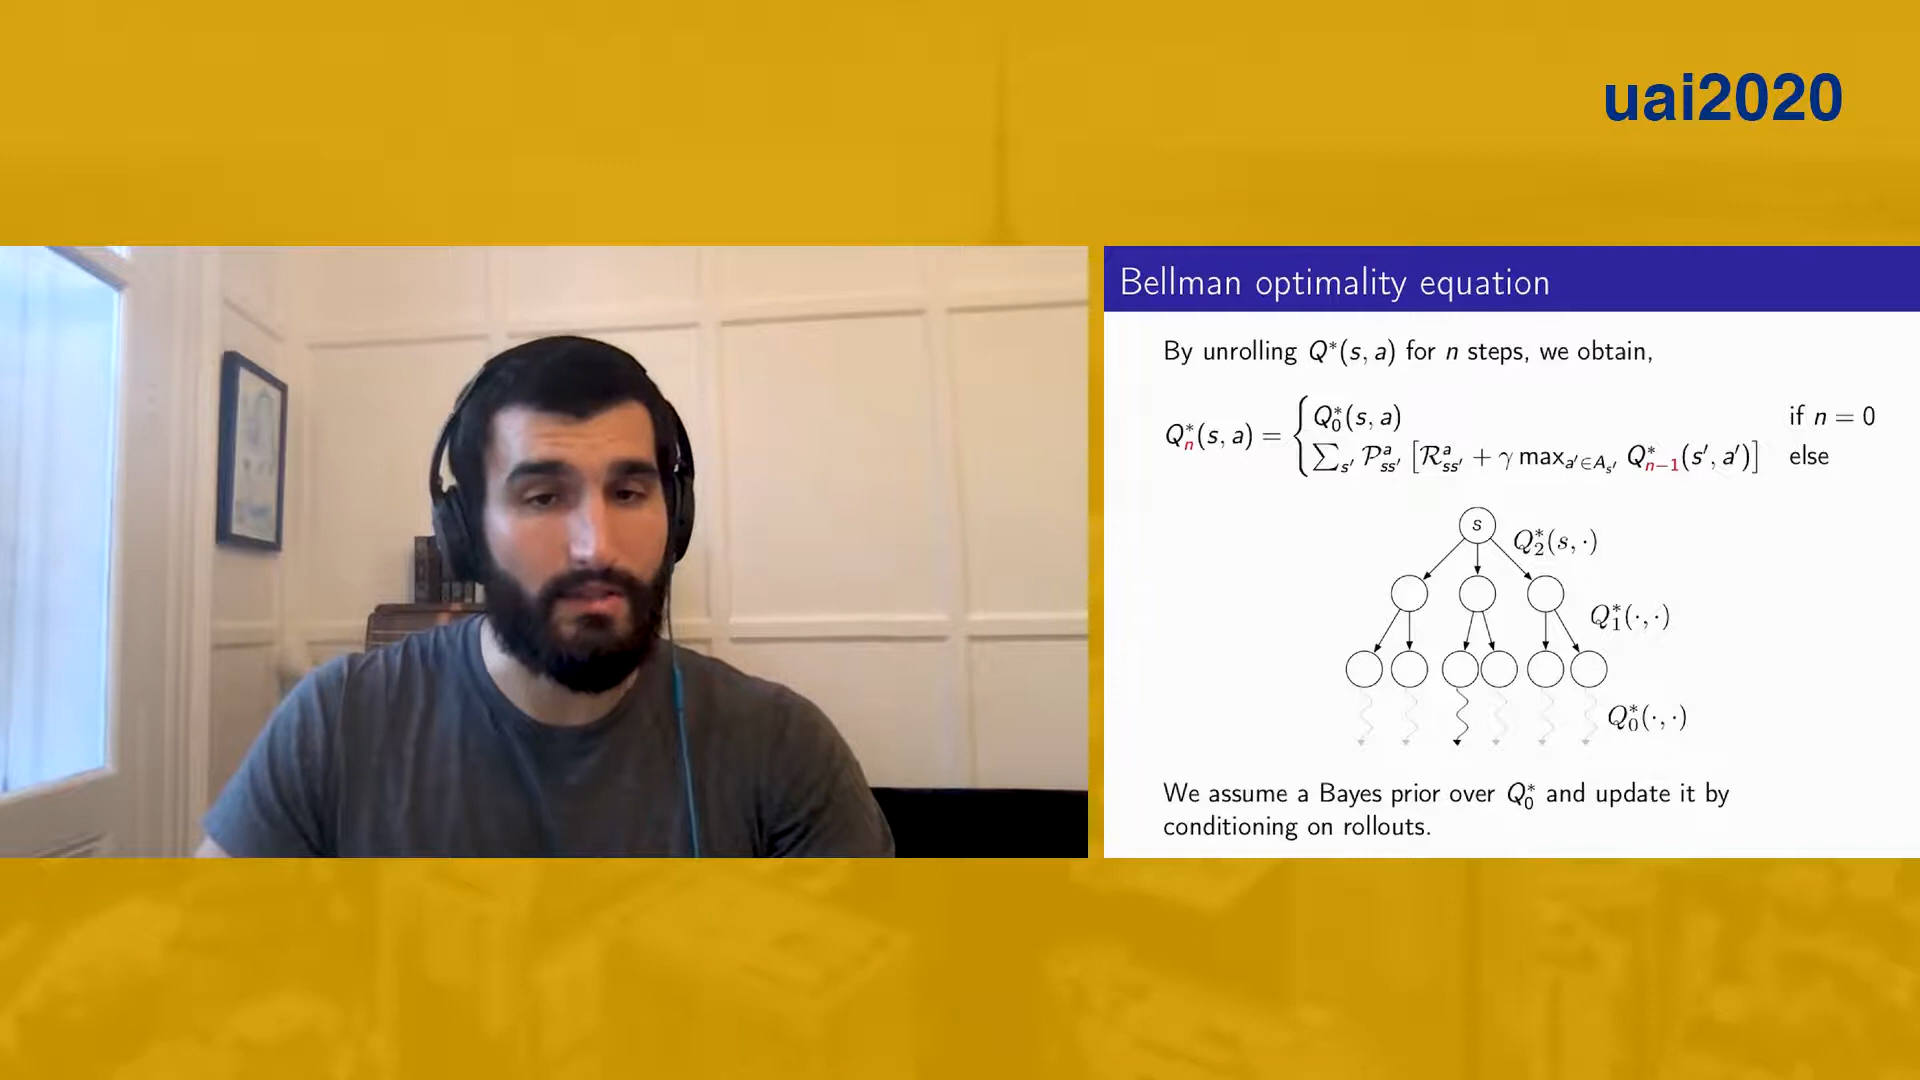 uai2020
Bellman optimality equation
By unrolling Q*(s, a) for n steps, we obtain,
Q*ₙ(s, a) = { Q*₀(s, a) if n = 0
∑ₛ′ 𝒫ᵃₛₛ′ [ℛᵃₛₛ′ + γ maxₐ′∈Aₛ′ Q*ₙ₋₁(s′, a′)] else
s
Q*₂(s, ·)
Q*₁(·, ·)
Q*₀(·, ·)
We assume a Bayes prior over Q*₀ and update it by
conditioning on rollouts.